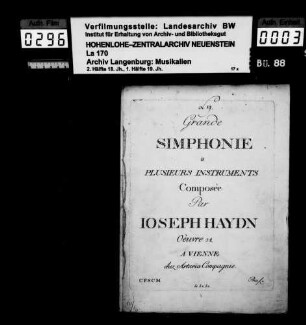 Auth. Film
0296
Verfilmungsstelle: Landesarchiv BW
Institut für Erhaltung von Archiv- und Bibliotheksgut
HOHENLOHE-ZENTRALARCHIV NEUENSTEIN
La 170
Archiv Langenburg: Musikalien
2. Hälfte 18. Jh., 1. Hälfte 19. Jh.
Auth. Einheit
0003
Bü. 88
Grande
SIMPHONIE
a
PLUSIEURS INSTRUMENTS
Composée
Par
IOSEPH HAYDN
Oeuvre
A VIENNE
chez Artaria Compagnie.
C.P.S.C.M.